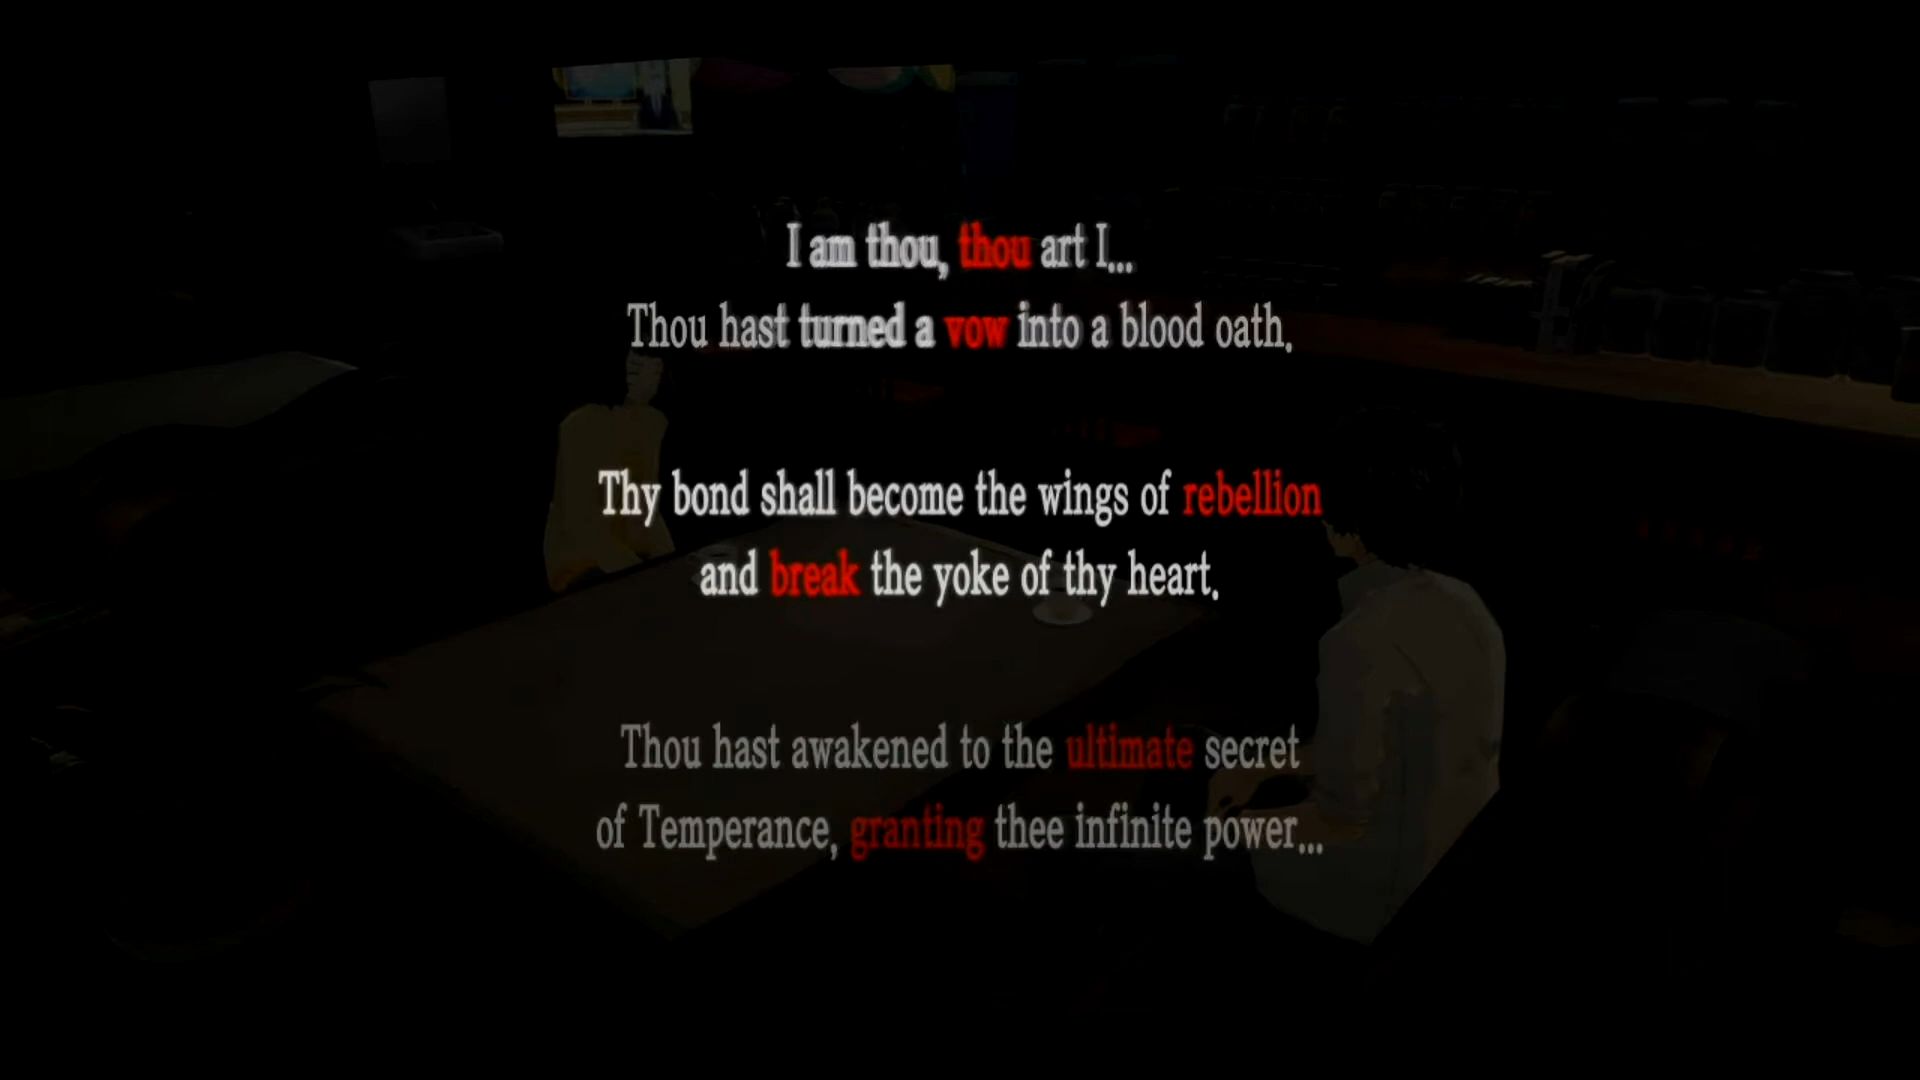 I am thou, thou art I...
Thou hast turned a vow into a blood oath.
Thy bond shall become the wings of rebellion
and break the yoke of thy heart.
Thou hast awakened to the ultimate secret
of Temperance, granting thee infinite power...